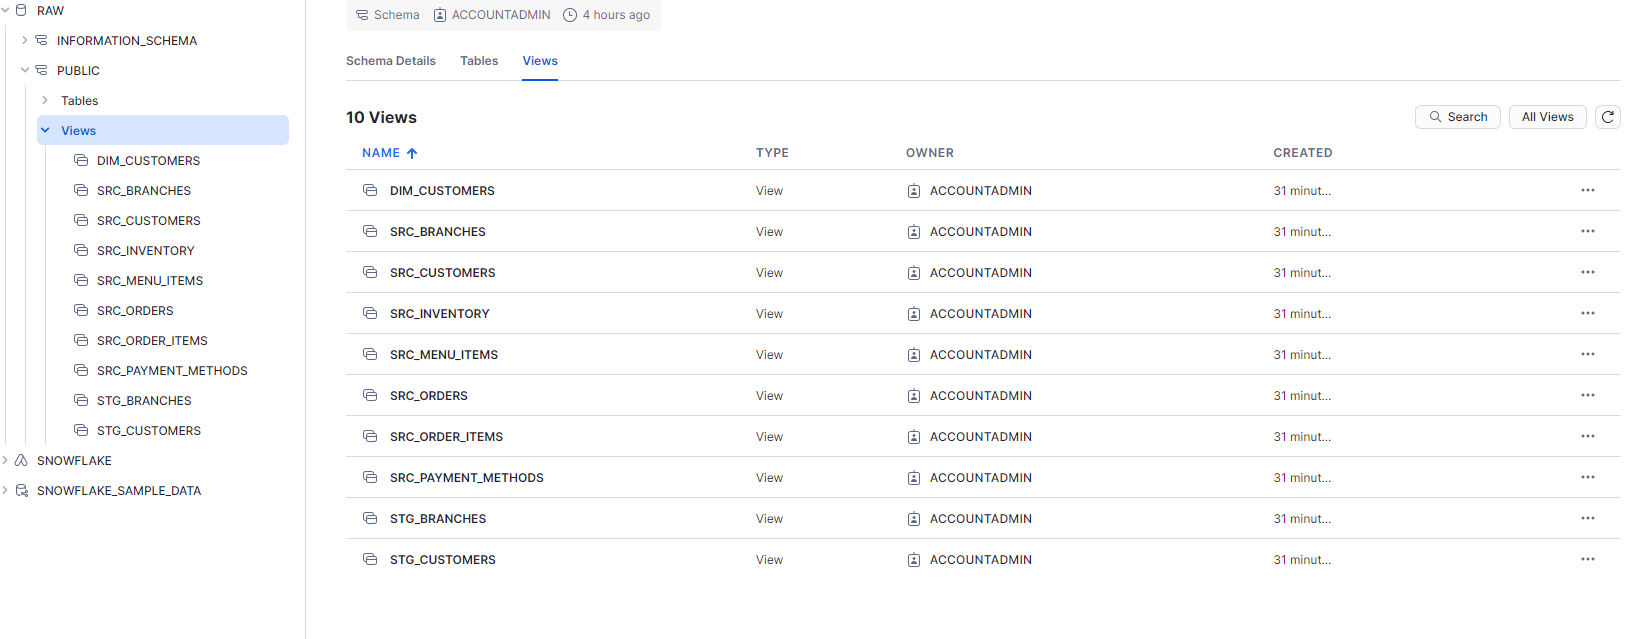 RAW
INFORMATION_SCHEMA
PUBLIC
Tables
Views
DIM_CUSTOMERS
SRC_BRANCHES
SRC_CUSTOMERS
SRC_INVENTORY
SRC_MENU_ITEMS
SRC_ORDERS
SRC_ORDER_ITEMS
SRC_PAYMENT_METHODS
STG_BRANCHES
STG_CUSTOMERS
SNOWFLAKE
SNOWFLAKE_SAMPLE_DATA
Schema ACCOUNTADMIN 4 hours ago
Schema Details Tables Views
10 Views Search All Views
NAME TYPE OWNER CREATED
DIM_CUSTOMERS View ACCOUNTADMIN 31 minut...
SRC_BRANCHES View ACCOUNTADMIN 31 minut...
SRC_CUSTOMERS View ACCOUNTADMIN 31 minut...
SRC_INVENTORY View ACCOUNTADMIN 31 minut...
SRC_MENU_ITEMS View ACCOUNTADMIN 31 minut...
SRC_ORDERS View ACCOUNTADMIN 31 minut...
SRC_ORDER_ITEMS View ACCOUNTADMIN 31 minut...
SRC_PAYMENT_METHODS View ACCOUNTADMIN 31 minut...
STG_BRANCHES View ACCOUNTADMIN 31 minut...
STG_CUSTOMERS View ACCOUNTADMIN 31 minut...